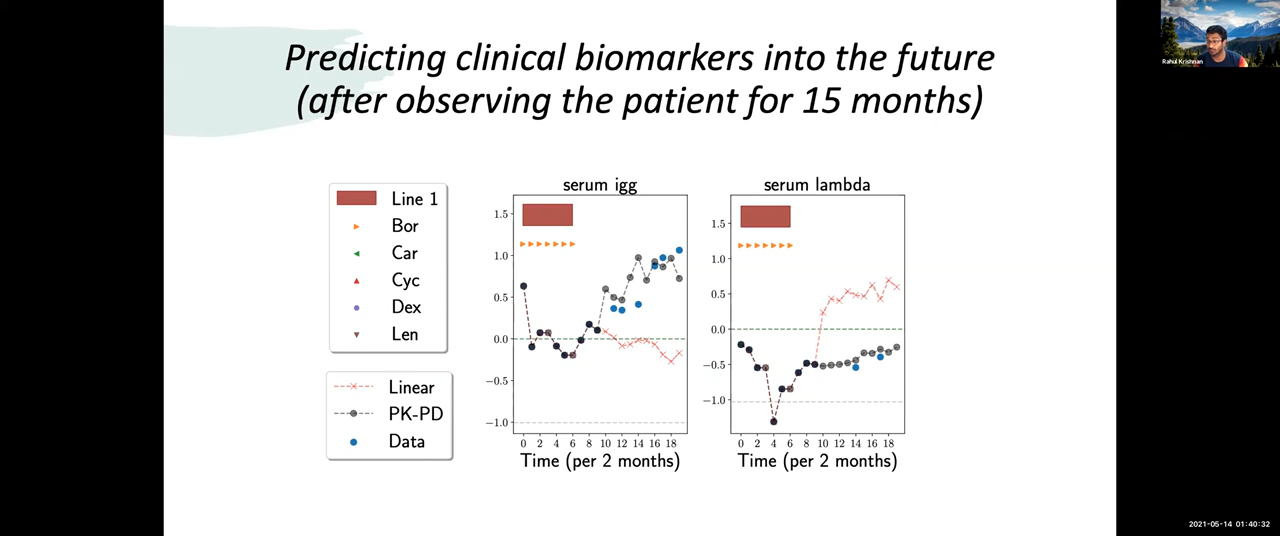 Predicting clinical biomarkers into the future
(after observing the patient for 15 months)
Rahul Krishnan
Line 1
Bor
Car
Cyc
Dex
Len
Linear
PK-PD
Data
serum igg
1.5
1.0
0.5
0.0
−0.5
−1.0
0 2 4 6 8 10 12 14 16 18
Time (per 2 months)
serum lambda
1.5
1.0
0.5
0.0
−0.5
−1.0
0 2 4 6 8 10 12 14 16 18
Time (per 2 months)
2021-05-14 01:40:32